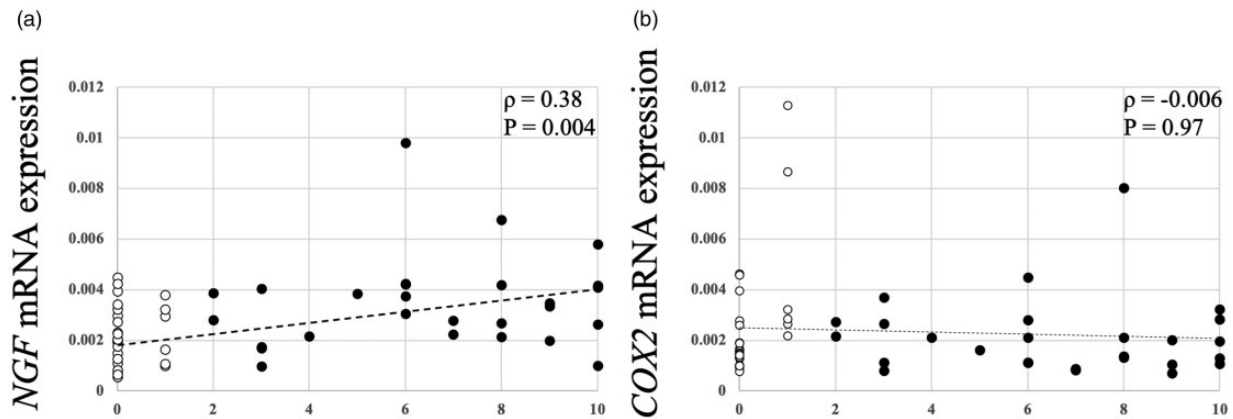 (a)
NGF mRNA expression
0.012
0.01
0.008
0.006
0.004
0.002
0
ρ = 0.38
P = 0.004
0 2 4 6 8 10
(b)
COX2 mRNA expression
0.012
0.01
0.008
0.006
0.004
0.002
0
ρ = -0.006
P = 0.97
0 2 4 6 8 10